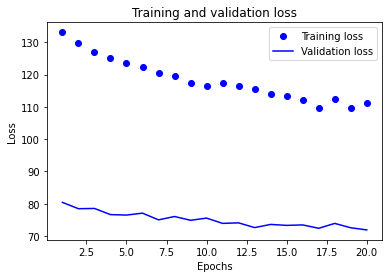 Training and validation loss
Training loss
Validation loss
130
120
110
100
90
80
70
Loss
2.5 5.0 7.5 10.0 12.5 15.0 17.5 20.0
Epochs